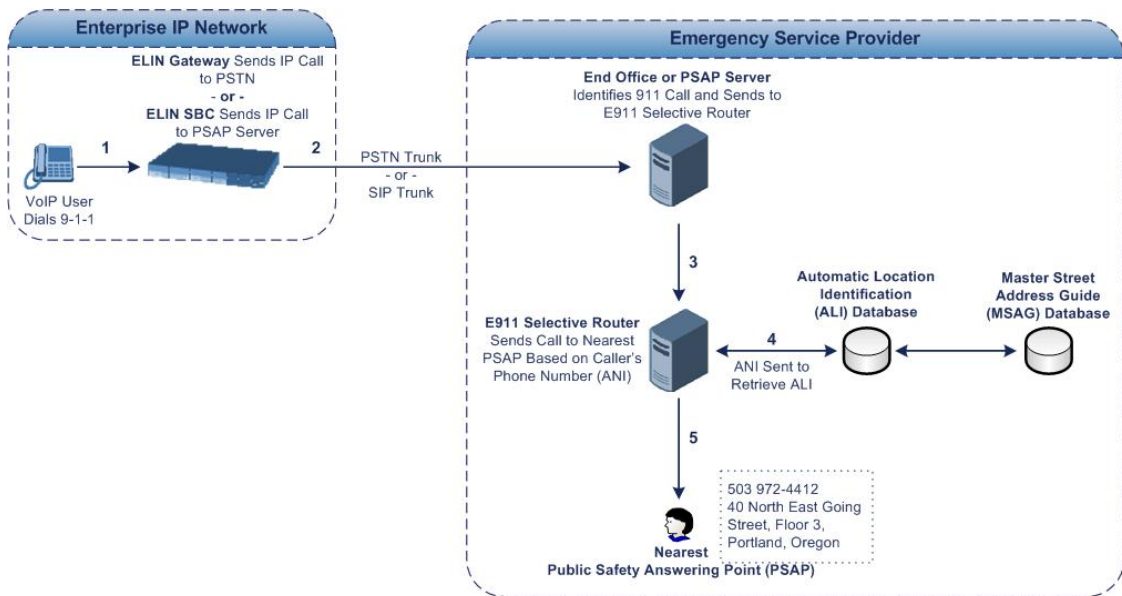 Enterprise IP Network
ELIN Gateway Sends IP Call
to PSTN
- or -
ELIN SBC Sends IP Call
to PSAP Server
1
2
VoIP User
Dials 9-1-1
PSTN Trunk
- or -
SIP Trunk
Emergency Service Provider
End Office or PSAP Server
Identifies 911 Call and Sends to
E911 Selective Router
3
E911 Selective Router
Sends Call to Nearest
PSAP Based on Caller's
Phone Number (ANI)
4
ANI Sent to
Retrieve ALI
Automatic Location
Identification
(ALI) Database
Master Street
Address Guide
(MSAG) Database
5
503 972-4412
40 North East Going
Street, Floor 3,
Portland, Oregon
Nearest
Public Safety Answering Point (PSAP)